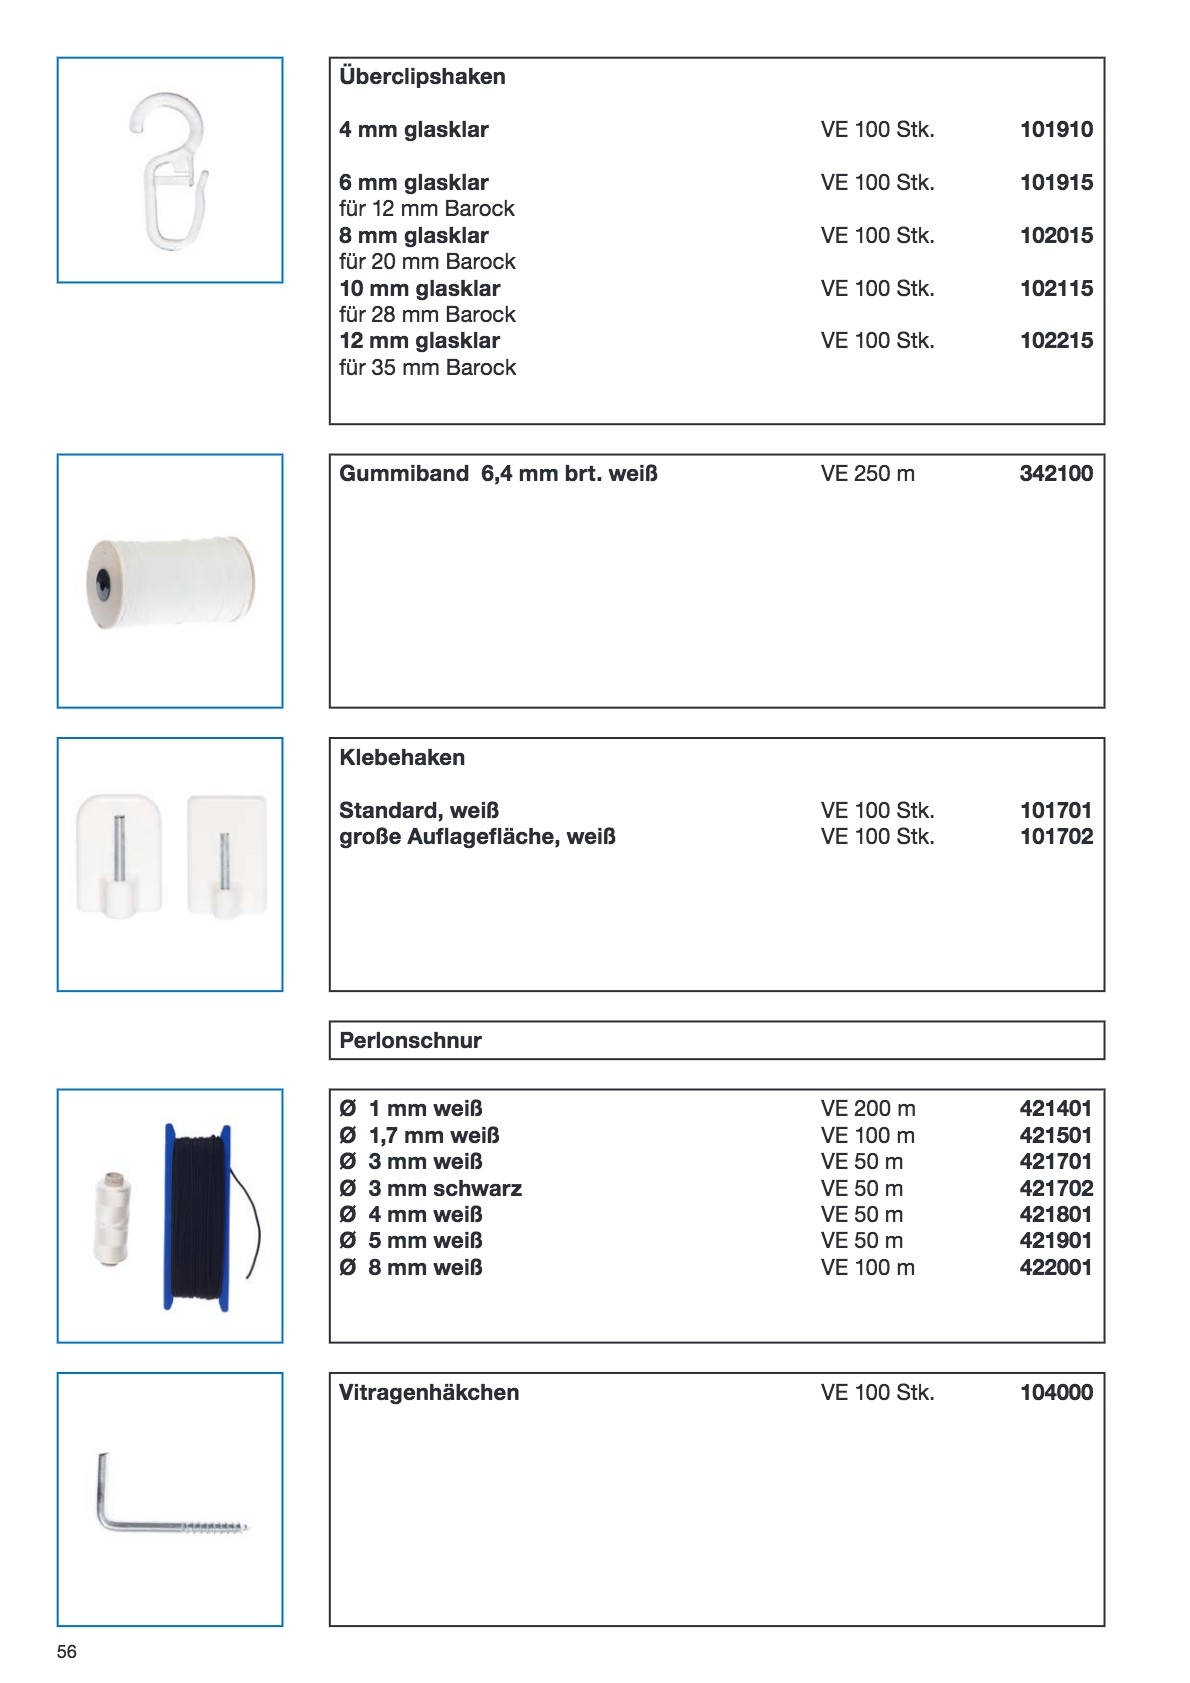 Überclipshaken
4 mm glasklar VE 100 Stk. 101910
6 mm glasklar VE 100 Stk. 101915
für 12 mm Barock
8 mm glasklar VE 100 Stk. 102015
für 20 mm Barock
10 mm glasklar VE 100 Stk. 102115
für 28 mm Barock
12 mm glasklar VE 100 Stk. 102215
für 35 mm Barock
Gummiband 6,4 mm brt. weiß VE 250 m 342100
Klebehaken
Standard, weiß VE 100 Stk. 101701
große Auflagefläche, weiß VE 100 Stk. 101702
Perlonschnur
Ø 1 mm weiß VE 200 m 421401
Ø 1,7 mm weiß VE 100 m 421501
Ø 3 mm weiß VE 50 m 421701
Ø 3 mm schwarz VE 50 m 421702
Ø 4 mm weiß VE 50 m 421801
Ø 5 mm weiß VE 50 m 421901
Ø 8 mm weiß VE 100 m 422001
Vitragenhäkchen VE 100 Stk. 104000
56